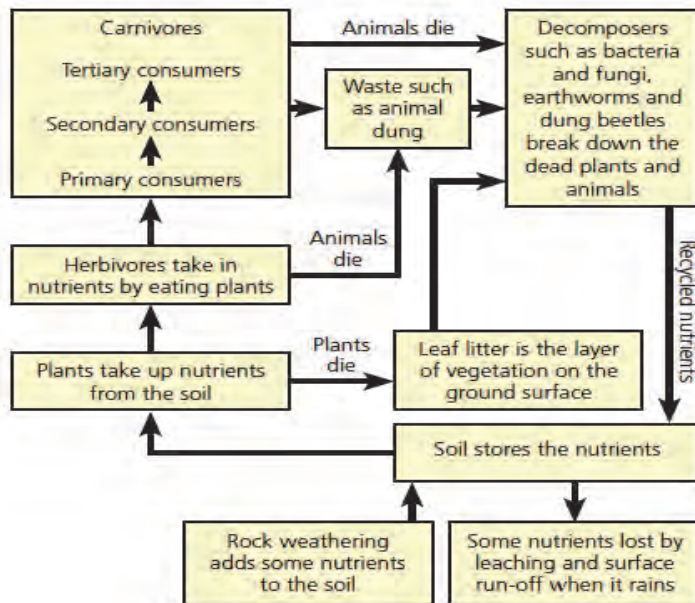 Carnivores
Tertiary consumers
Secondary consumers
Primary consumers
Animals die
Waste such
as animal
dung
Decomposers
such as bacteria
and fungi,
earthworms and
dung beetles
break down the
dead plants and
animals
Herbivores take in
nutrients by eating plants
Animals
die
Recycled nutrients
Plants take up nutrients
from the soil
Plants
die
Leaf litter is the layer
of vegetation on the
ground surface
Soil stores the nutrients
Rock weathering
adds some nutrients
to the soil
Some nutrients lost by
leaching and surface
run-off when it rains